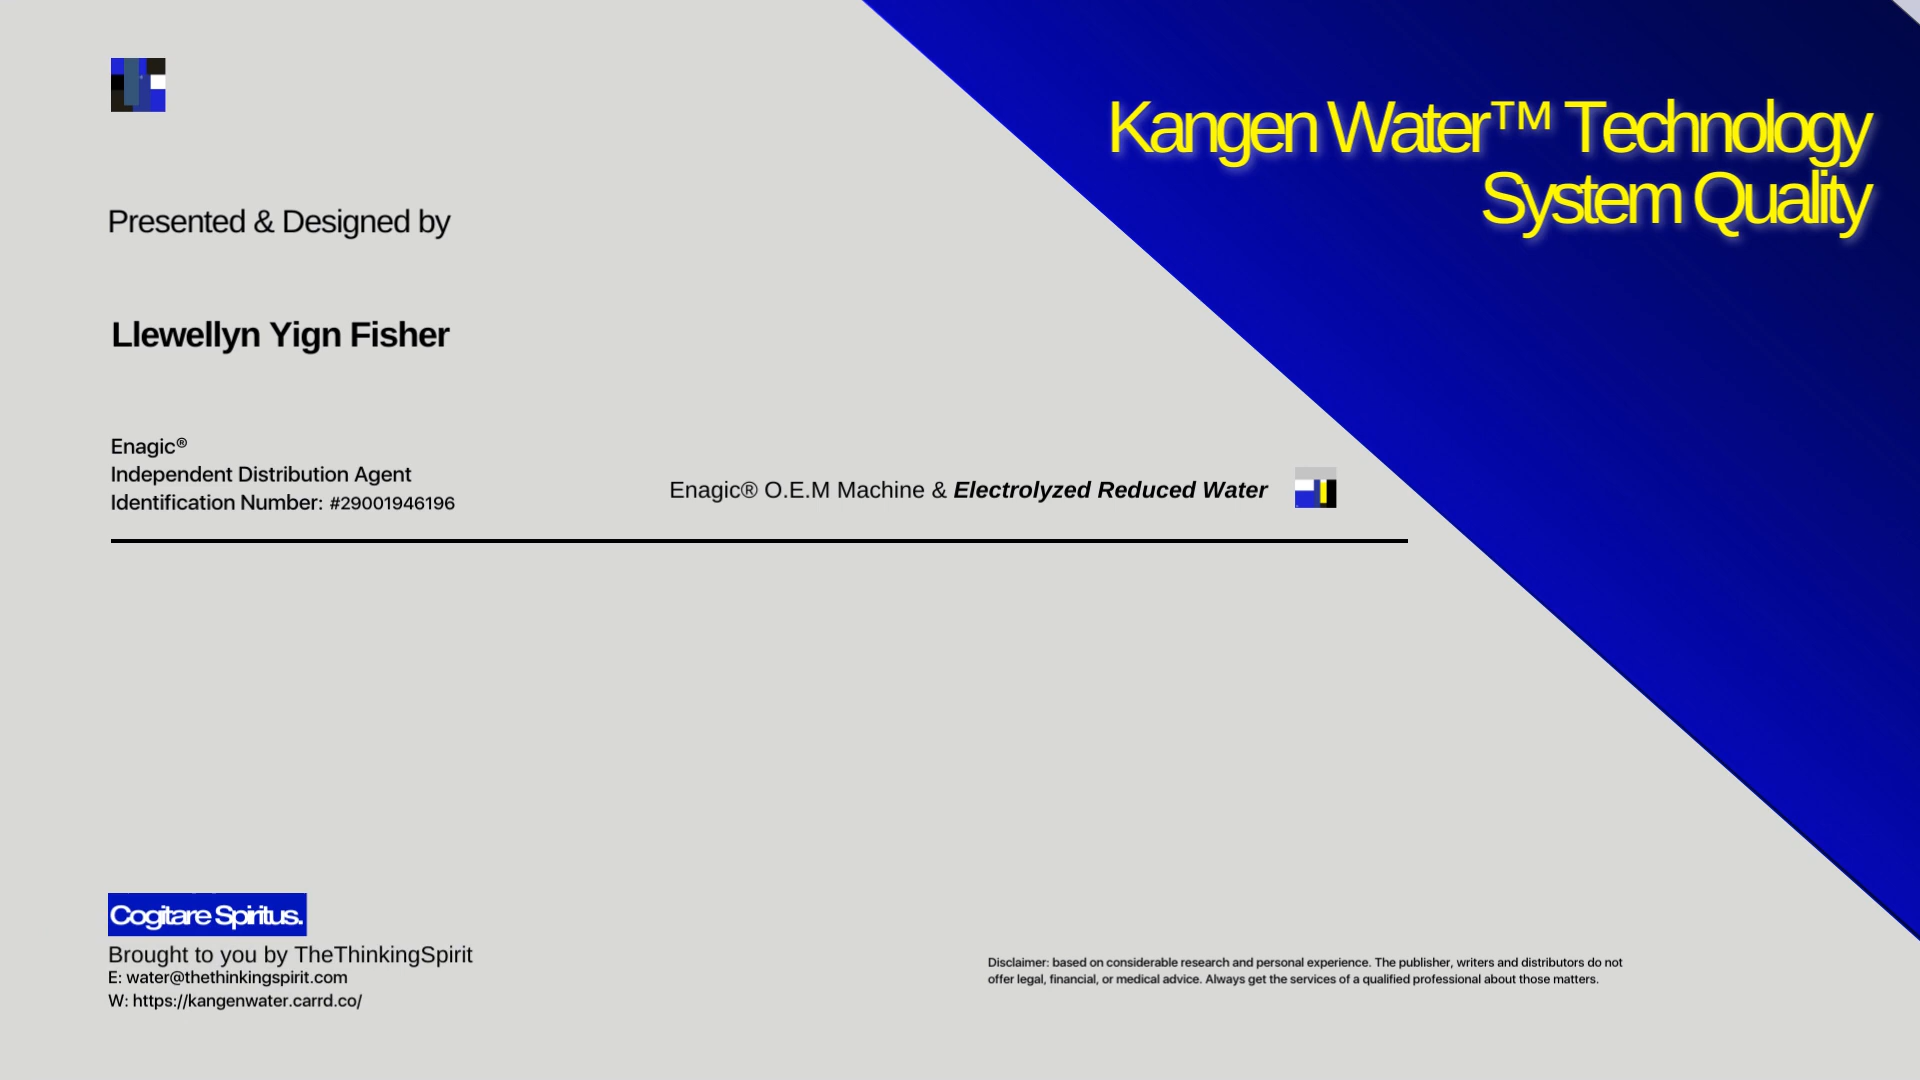 Kangen Water™ Technology
System Quality
Presented & Designed by
Llewellyn Yign Fisher
Enagic®
Independent Distribution Agent
Identification Number: #29001946196
Enagic® O.E.M Machine & Electrolyzed Reduced Water
Cogitare Spiritus.
Brought to you by TheThinkingSpirit
E: water@thethinkingspirit.com
W: https://kangenwater.carrd.co/
Disclaimer: based on considerable research and personal experience. The publisher, writers and distributors do not
offer legal, financial, or medical advice. Always get the services of a qualified professional about those matters.